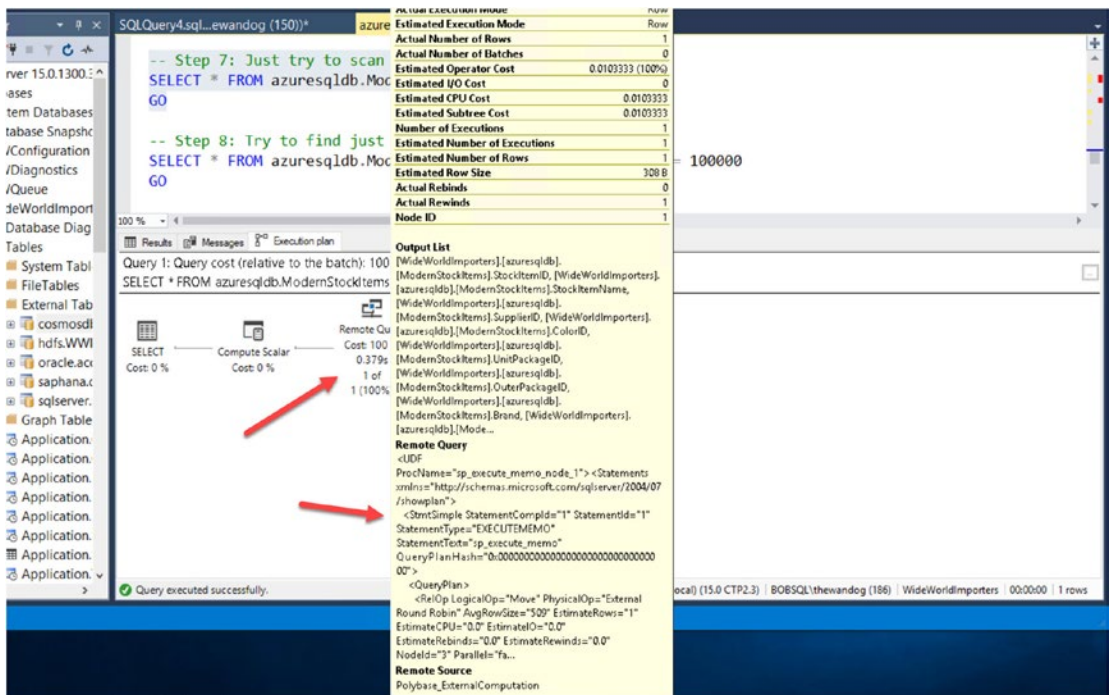 SQLQuery4.sql...ewandog (150))*
azure
rver 15.0.1300.3
ases
tem Databases
tabase Snapsho
/Configuration
/Diagnostics
/Queue
deWorldImport
Database Diag
Tables
System Tabl
FileTables
External Tab
cosmosdl
hdfs.WWI
oracle.acc
saphana.c
sqlserver.
Graph Table
Application.
Application.
Application.
Application.
Application.
Application.
Application.
Application.
-- Step 7: Just try to scan
SELECT * FROM azuresqldb.Mod
GO
-- Step 8: Try to find just
SELECT * FROM azuresqldb.Mod = 100000
GO
100 %
Results Messages Execution plan
Query 1: Query cost (relative to the batch): 100
SELECT * FROM azuresqldb.ModernStockItems
SELECT
Cost: 0 %
Compute Scalar
Cost: 0 %
Remote Qu
Cost: 100
0.379s
1 of
1 (100%
Actual Execution Mode Row
Estimated Execution Mode Row
Actual Number of Rows 1
Actual Number of Batches 0
Estimated Operator Cost 0.0103333 (100%)
Estimated I/O Cost 0
Estimated CPU Cost 0.0103333
Estimated Subtree Cost 0.0103333
Number of Executions 1
Estimated Number of Executions 1
Estimated Number of Rows 1
Estimated Row Size 308 B
Actual Rebinds 0
Actual Rewinds 1
Node ID 1
Output List
[WideWorldImporters].[azuresqldb].
[ModernStockItems].StockItemID, [WideWorldImporters].
[azuresqldb].[ModernStockItems].StockItemName,
[WideWorldImporters].[azuresqldb].
[ModernStockItems].SupplierID, [WideWorldImporters].
[azuresqldb].[ModernStockItems].ColorID,
[WideWorldImporters].[azuresqldb].
[ModernStockItems].UnitPackageID,
[WideWorldImporters].[azuresqldb].
[ModernStockItems].OuterPackageID,
[WideWorldImporters].[azuresqldb].
[ModernStockItems].Brand, [WideWorldImporters].
[azuresqldb].[Mode...
Remote Query
<UDF
ProcName="sp_execute_memo_node_1"><Statements
xmlns="http://schemas.microsoft.com/sqlserver/2004/07
/showplan">
<StmtSimple StatementCompId="1" StatementId="1"
StatementType="EXECUTEMEMO"
StatementText="sp_execute_memo"
QueryPlanHash="0x000000000000000000000000000000
00">
<QueryPlan>
<RelOp LogicalOp="Move" PhysicalOp="External
Round Robin" AvgRowSize="509" EstimateRows="1"
EstimateCPU="0.0" EstimateIO="0.0"
EstimateRebinds="0.0" EstimateRewinds="0.0"
NodeId="3" Parallel="fa...
Remote Source
Polybase_ExternalComputation
Query executed successfully.
ocal) (15.0 CTP2.3) BOBSQL\thewandog (186) WideWorldImporters 00:00:00 1 rows